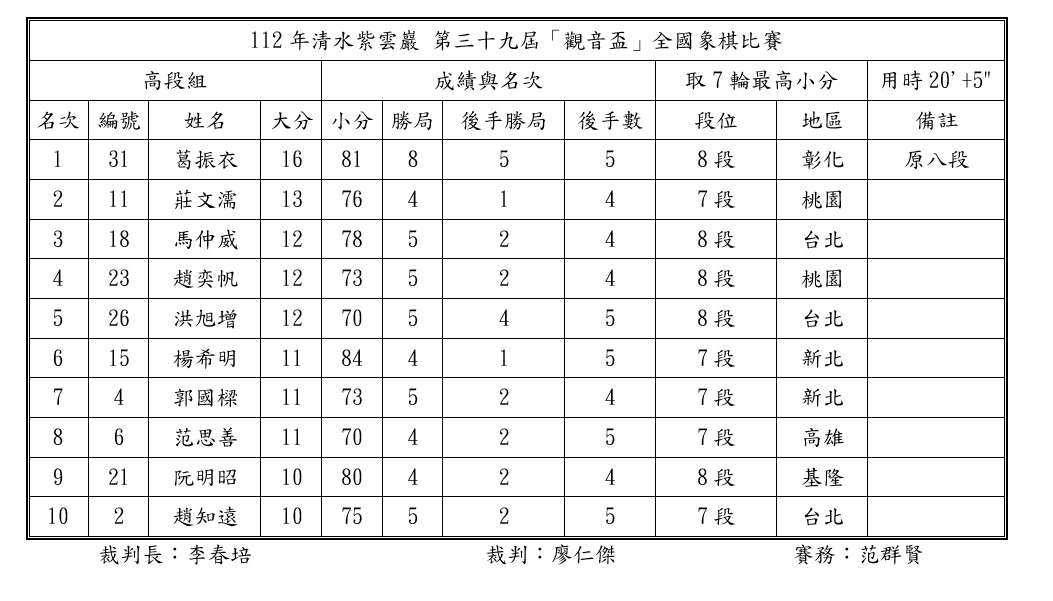 112年清水紫雲巖 第三十九屆「觀音盃」全國象棋比賽
高段組 成績與名次 取7輪最高小分 用時20'+5"
名次 編號 姓名 大分 小分 勝局 後手勝局 後手數 段位 地區 備註
1 31 葛振衣 16 81 8 5 5 8段 彰化 原八段
2 11 莊文濡 13 76 4 1 4 7段 桃園
3 18 馬仲威 12 78 5 2 4 8段 台北
4 23 趙奕帆 12 73 5 2 4 8段 桃園
5 26 洪旭增 12 70 5 4 5 8段 台北
6 15 楊希明 11 84 4 1 5 7段 新北
7 4 郭國樑 11 73 5 2 4 7段 新北
8 6 范思善 11 70 4 2 5 7段 高雄
9 21 阮明昭 10 80 4 2 4 8段 基隆
10 2 趙知遠 10 75 5 2 5 7段 台北
裁判長：李春培 裁判：廖仁傑 賽務：范群賢